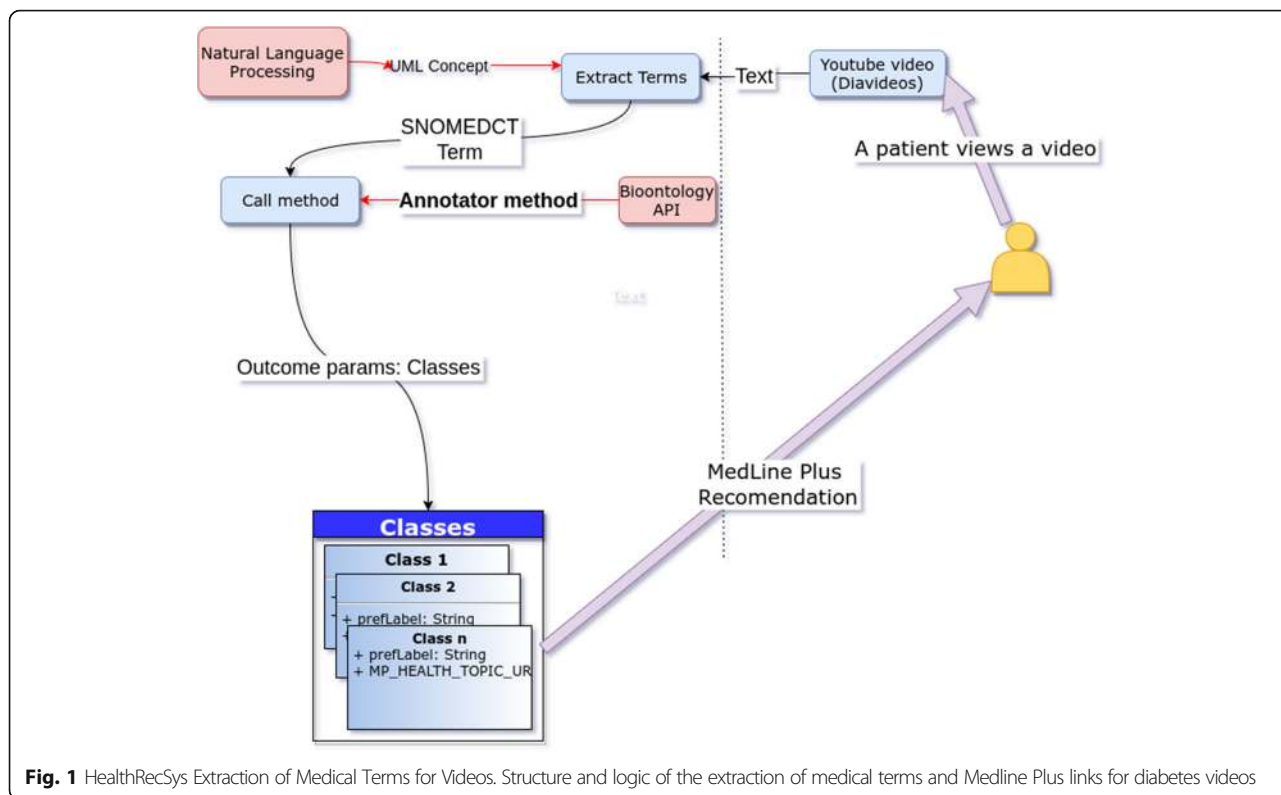 Natural Language
Processing
UML Concept
Extract Terms
Text
Youtube video
(Diavideos)
A patient views a video
SNOMEDCT
Term
Call method
Annotator method
Bioontology
API
Text
Outcome params: Classes
MedLine Plus
Recomendation
Classes
Class 1
+
Class 2
+ prefLabel: String
+
Class n
+ prefLabel: String
+ MP_HEALTH_TOPIC_UR
Fig. 1 HealthRecSys Extraction of Medical Terms for Videos. Structure and logic of the extraction of medical terms and Medline Plus links for diabetes videos